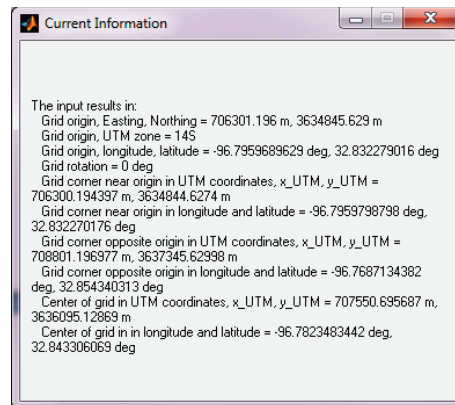 Current Information
The input results in:
Grid origin, Easting, Northing = 706301.196 m, 3634845.629 m
Grid origin, UTM zone = 14S
Grid origin, longitude, latitude = -96.7959689629 deg, 32.832279016 deg
Grid rotation = 0 deg
Grid corner near origin in UTM coordinates, x_UTM, y_UTM =
706300.194397 m, 3634844.6274 m
Grid corner near origin in longitude and latitude = -96.7959798798 deg,
32.832270176 deg
Grid corner opposite origin in UTM coordinates, x_UTM, y_UTM =
708801.196977 m, 3637345.62998 m
Grid corner opposite origin in longitude and latitude = -96.7687134382
deg, 32.854340313 deg
Center of grid in UTM coordinates, x_UTM, y_UTM = 707550.695687 m,
3636095.12869 m
Center of grid in in longitude and latitude = -96.7823483442 deg,
32.843306069 deg